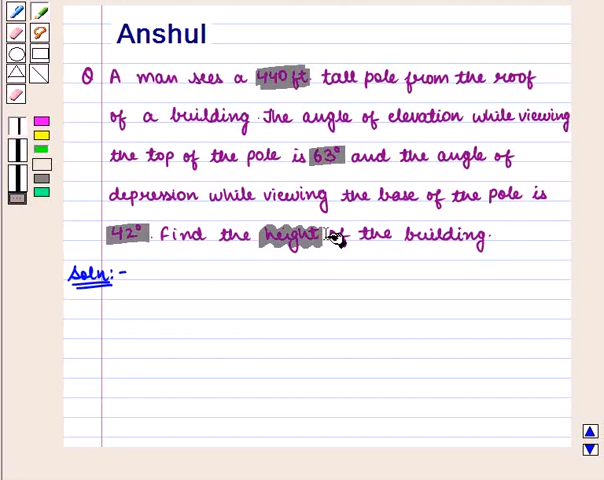 Anshul
Q A man sees a 440 ft. tall pole from the roof
of a building. The angle of elevation while viewing
the top of the pole is 63° and the angle of
depression while viewing the base of the pole is
42°. Find the height of the building.
Soln:-